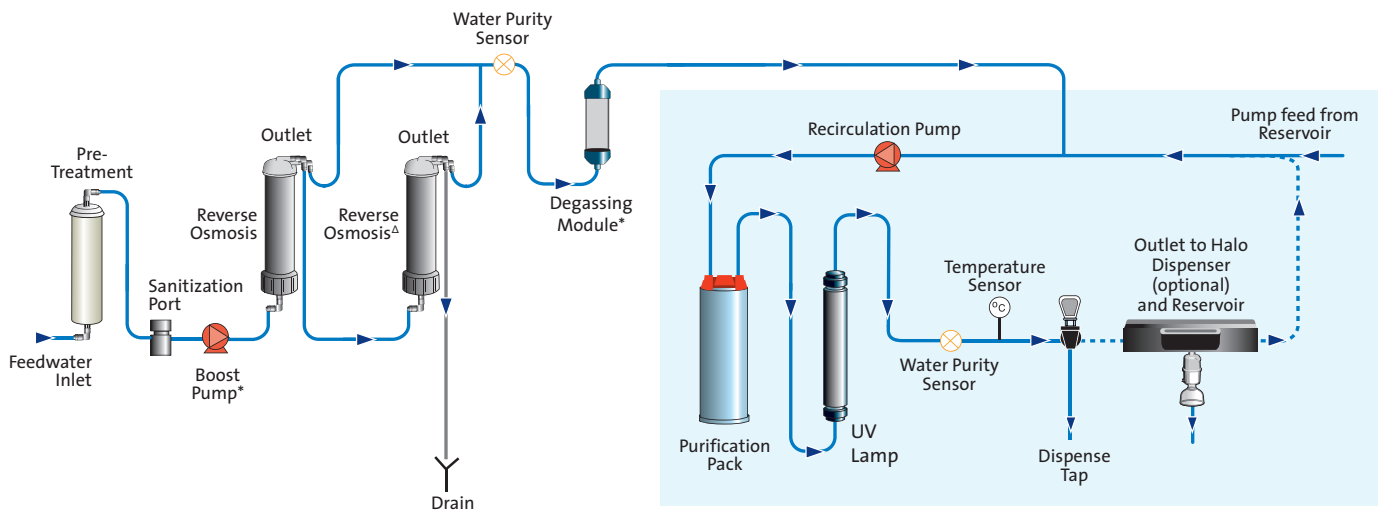 Water Purity
Sensor
Outlet
Outlet
Pre-
Treatment
Reverse
Osmosis
Reverse
OsmosisΔ
Degassing
Module*
Sanitization
Port
Feedwater
Inlet
Boost
Pump*
Drain
Recirculation Pump
Pump feed from
Reservoir
Temperature
Sensor
°C
Outlet to Halo
Dispenser
(optional)
and Reservoir
Water Purity
Sensor
Purification
Pack
UV
Lamp
Dispense
Tap